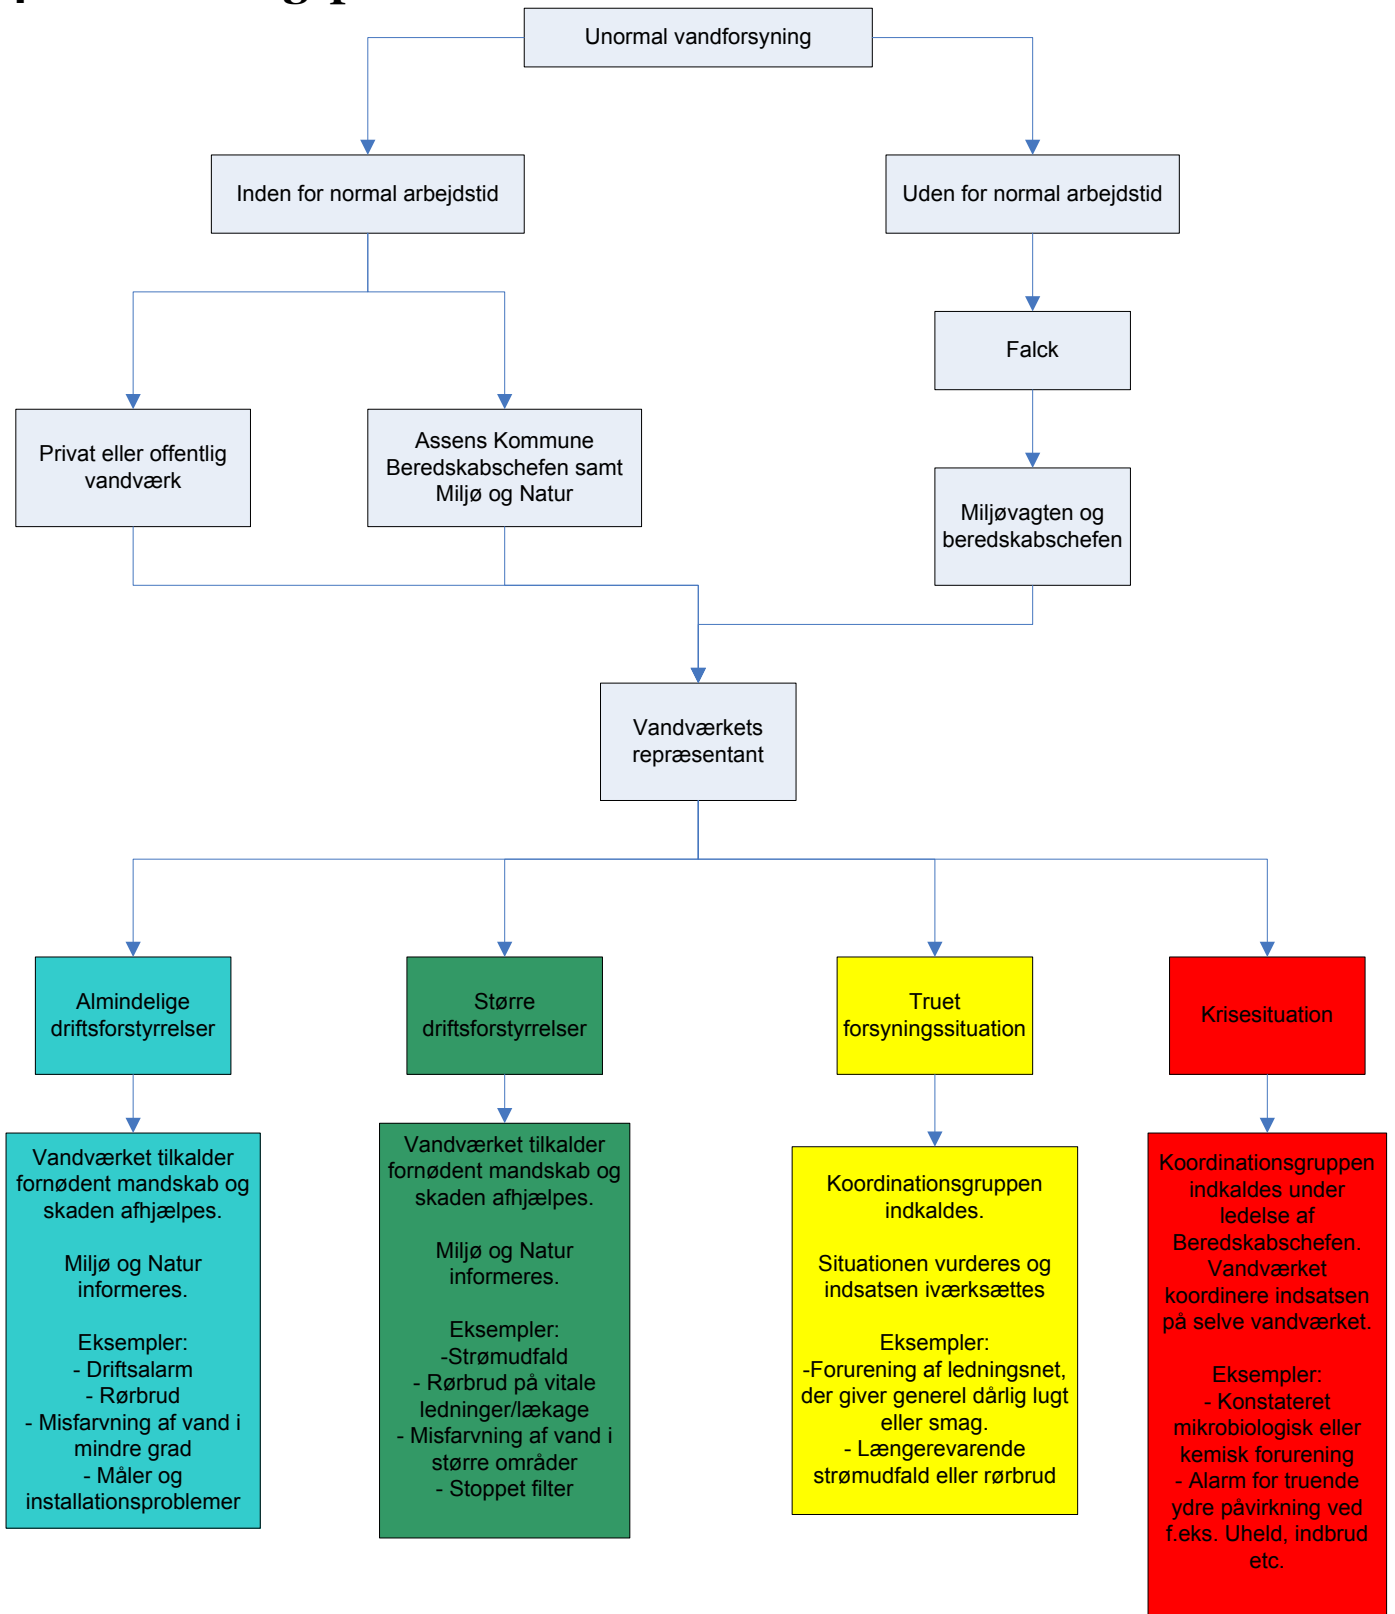 Unormal vandforsyning
Inden for normal arbejdstid
Uden for normal arbejdstid
Falck
Privat eller offentlig
vandværk
Assens Kommune
Beredskabschefen samt
Miljø og Natur
Miljøvagten og
beredskabschefen
Vandværkets
repræsentant
Almindelige
driftsforstyrrelser
Større
driftsforstyrrelser
Truet
forsyningssituation
Krisesituation
Vandværket tilkalder
fornødent mandskab og
skaden afhjælpes.
Miljø og Natur
informeres.
Eksempler:
- Driftsalarm
- Rørbrud
- Misfarvning af vand i
mindre grad
- Måler og
installationsproblemer
Vandværket tilkalder
fornødent mandskab og
skaden afhjælpes.
Miljø og Natur
informeres.
Eksempler:
-Strømudfald
- Rørbrud på vitale
ledninger/lækage
- Misfarvning af vand i
større områder
- Stoppet filter
Koordinationsgruppen
indkaldes.
Situationen vurderes og
indsatsen iværksættes
Eksempler:
-Forurening af ledningsnet,
der giver generel dårlig lugt
eller smag.
- Længerevarende
strømudfald eller rørbrud
Koordinationsgruppen
indkaldes under
ledelse af
Beredskabschefen.
Vandværket
koordinere indsatsen
på selve vandværket.
Eksempler:
- Konstateret
mikrobiologisk eller
kemisk forurening
- Alarm for truende
ydre påvirkning ved
f.eks. Uheld, indbrud
etc.